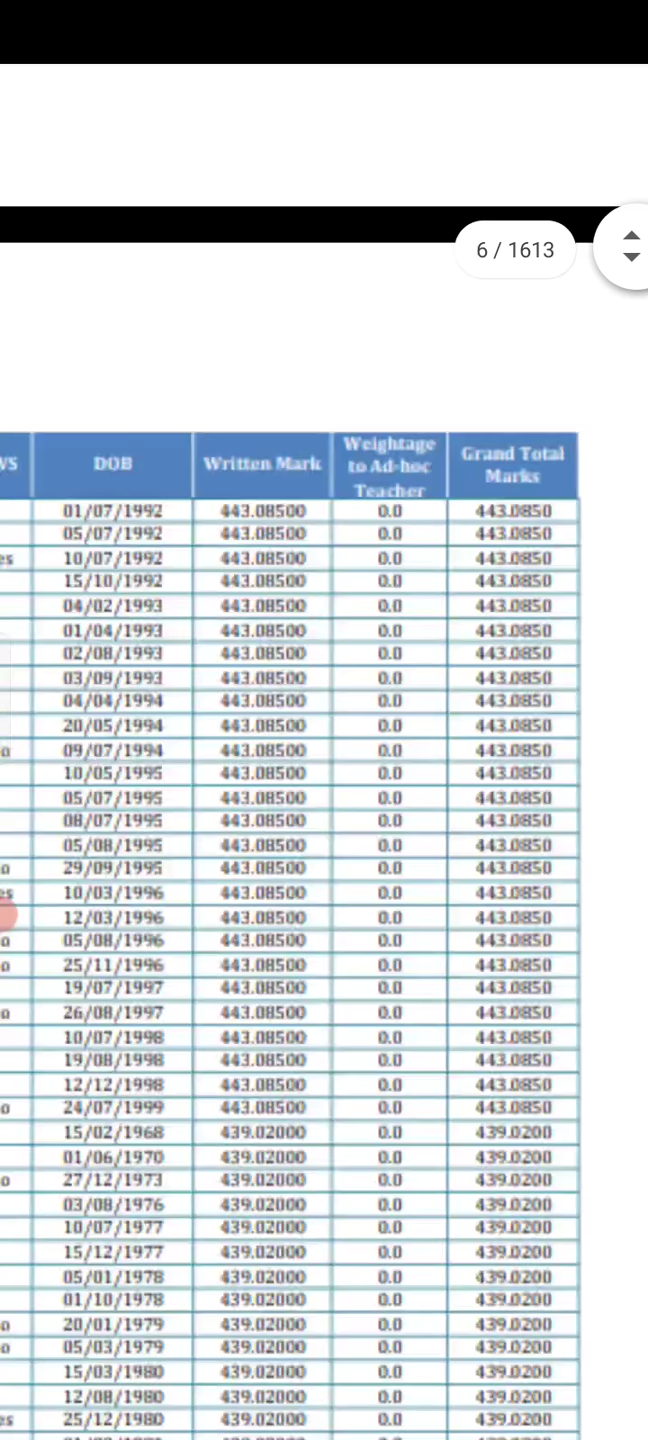 6 / 1613
WS DOB Written Mark Weightage to Ad-hoc Teacher Grand Total Marks
01/07/1992 443.08500 0.0 443.0850
05/07/1992 443.08500 0.0 443.0850
es 10/07/1992 443.08500 0.0 443.0850
15/10/1992 443.08500 0.0 443.0850
04/02/1993 443.08500 0.0 443.0850
01/04/1993 443.08500 0.0 443.0850
02/08/1993 443.08500 0.0 443.0850
03/09/1993 443.08500 0.0 443.0850
04/04/1994 443.08500 0.0 443.0850
20/05/1994 443.08500 0.0 443.0850
o 09/07/1994 443.08500 0.0 443.0850
10/05/1995 443.08500 0.0 443.0850
05/07/1995 443.08500 0.0 443.0850
08/07/1995 443.08500 0.0 443.0850
05/08/1995 443.08500 0.0 443.0850
o 29/09/1995 443.08500 0.0 443.0850
es 10/03/1996 443.08500 0.0 443.0850
12/03/1996 443.08500 0.0 443.0850
o 05/08/1996 443.08500 0.0 443.0850
o 25/11/1996 443.08500 0.0 443.0850
19/07/1997 443.08500 0.0 443.0850
o 26/08/1997 443.08500 0.0 443.0850
10/07/1998 443.08500 0.0 443.0850
19/08/1998 443.08500 0.0 443.0850
12/12/1998 443.08500 0.0 443.0850
o 24/07/1999 443.08500 0.0 443.0850
15/02/1968 439.02000 0.0 439.0200
01/06/1970 439.02000 0.0 439.0200
o 27/12/1973 439.02000 0.0 439.0200
03/08/1976 439.02000 0.0 439.0200
10/07/1977 439.02000 0.0 439.0200
15/12/1977 439.02000 0.0 439.0200
05/01/1978 439.02000 0.0 439.0200
01/10/1978 439.02000 0.0 439.0200
o 20/01/1979 439.02000 0.0 439.0200
o 05/03/1979 439.02000 0.0 439.0200
15/03/1980 439.02000 0.0 439.0200
12/08/1980 439.02000 0.0 439.0200
es 25/12/1980 439.02000 0.0 439.0200